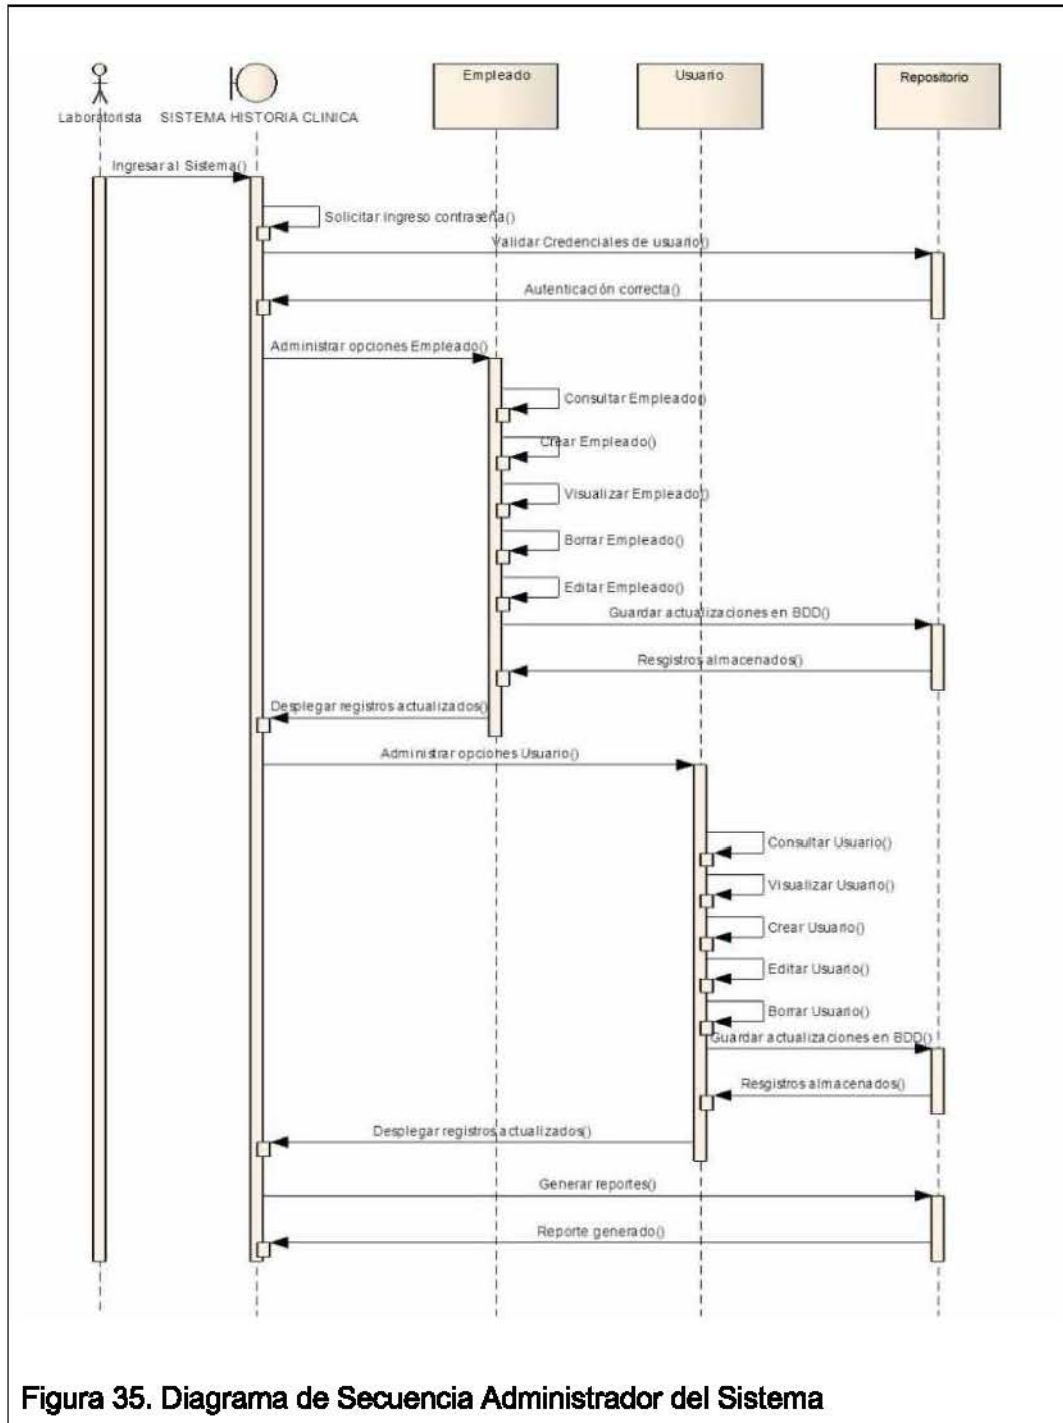 Empleado
Usuario
Repositorio
Laboratorista
SISTEMA HISTORIA CLINICA
Ingresar al Sistema()
Solicitar ingreso contraseña()
Validar Credenciales de usuario()
Autenticación correcta()
Administrar opciones Empleado()
Consultar Empleado()
Crear Empleado()
Visualizar Empleado()
Borrar Empleado()
Editar Empleado()
Guardar actualizaciones en BDD()
Resgistros almacenados()
Desplegar registros actualizados()
Administrar opciones Usuario()
Consultar Usuario()
Visualizar Usuario()
Crear Usuario()
Editar Usuario()
Borrar Usuario()
Guardar actualizaciones en BDD()
Resgistros almacenados()
Desplegar registros actualizados()
Generar reportes()
Reporte generado()
Figura 35. Diagrama de Secuencia Administrador del Sistema